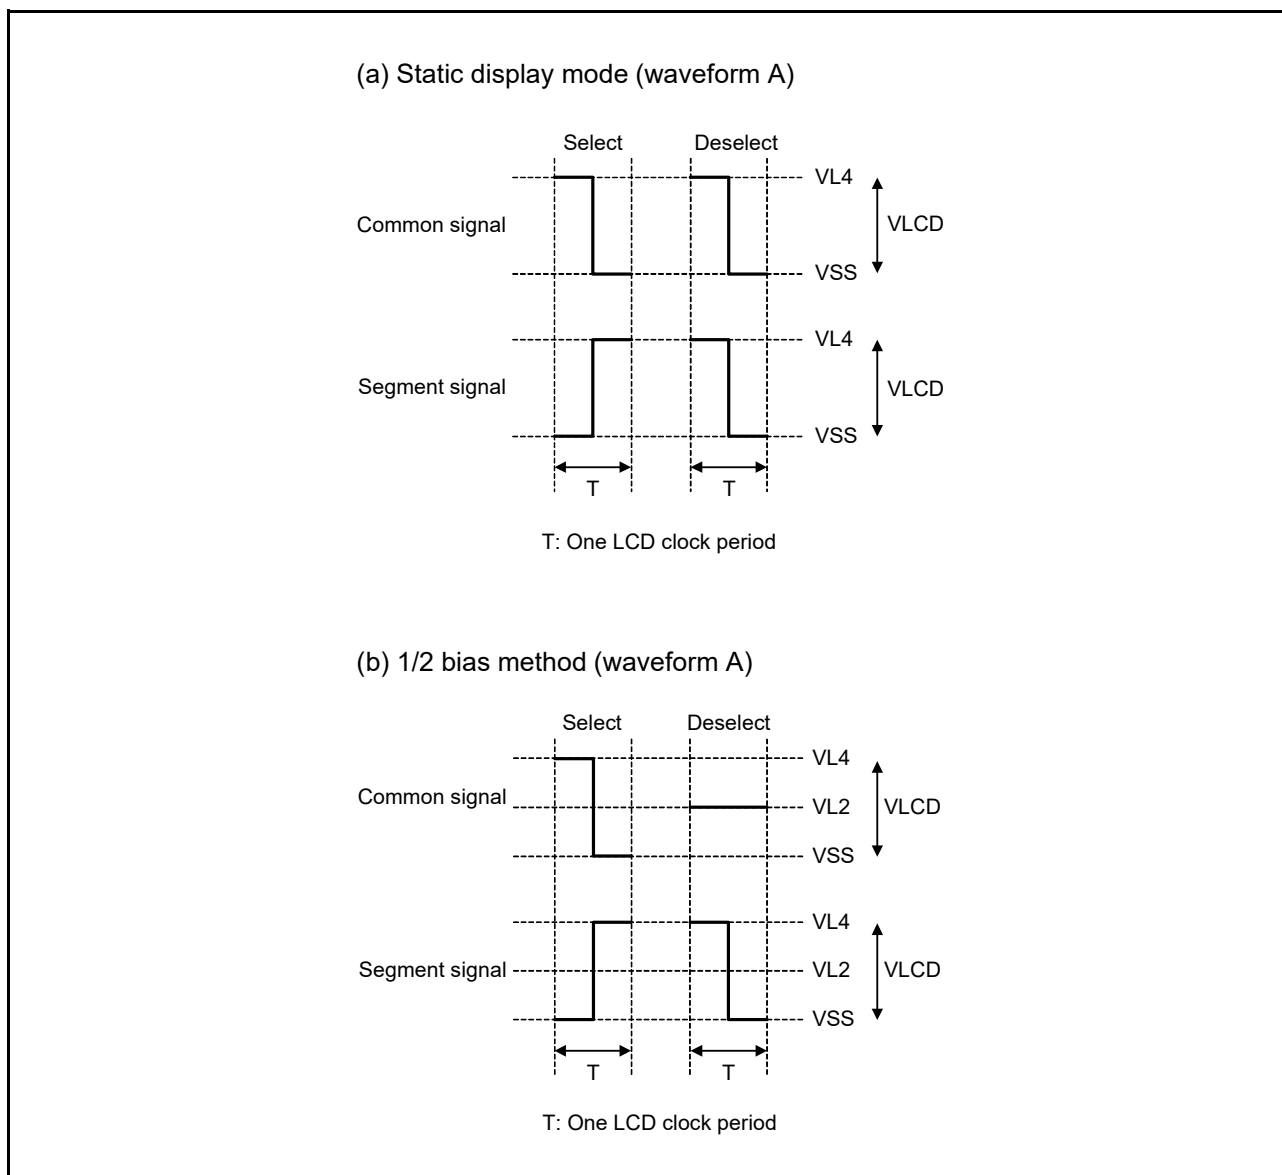 (a) Static display mode (waveform A)
Select Deselect
VL4
Common signal VLCD
VSS
VL4
Segment signal VLCD
VSS
T T
T: One LCD clock period
(b) 1/2 bias method (waveform A)
Select Deselect
VL4
Common signal VL2 VLCD
VSS
VL4
Segment signal VL2 VLCD
VSS
T T
T: One LCD clock period